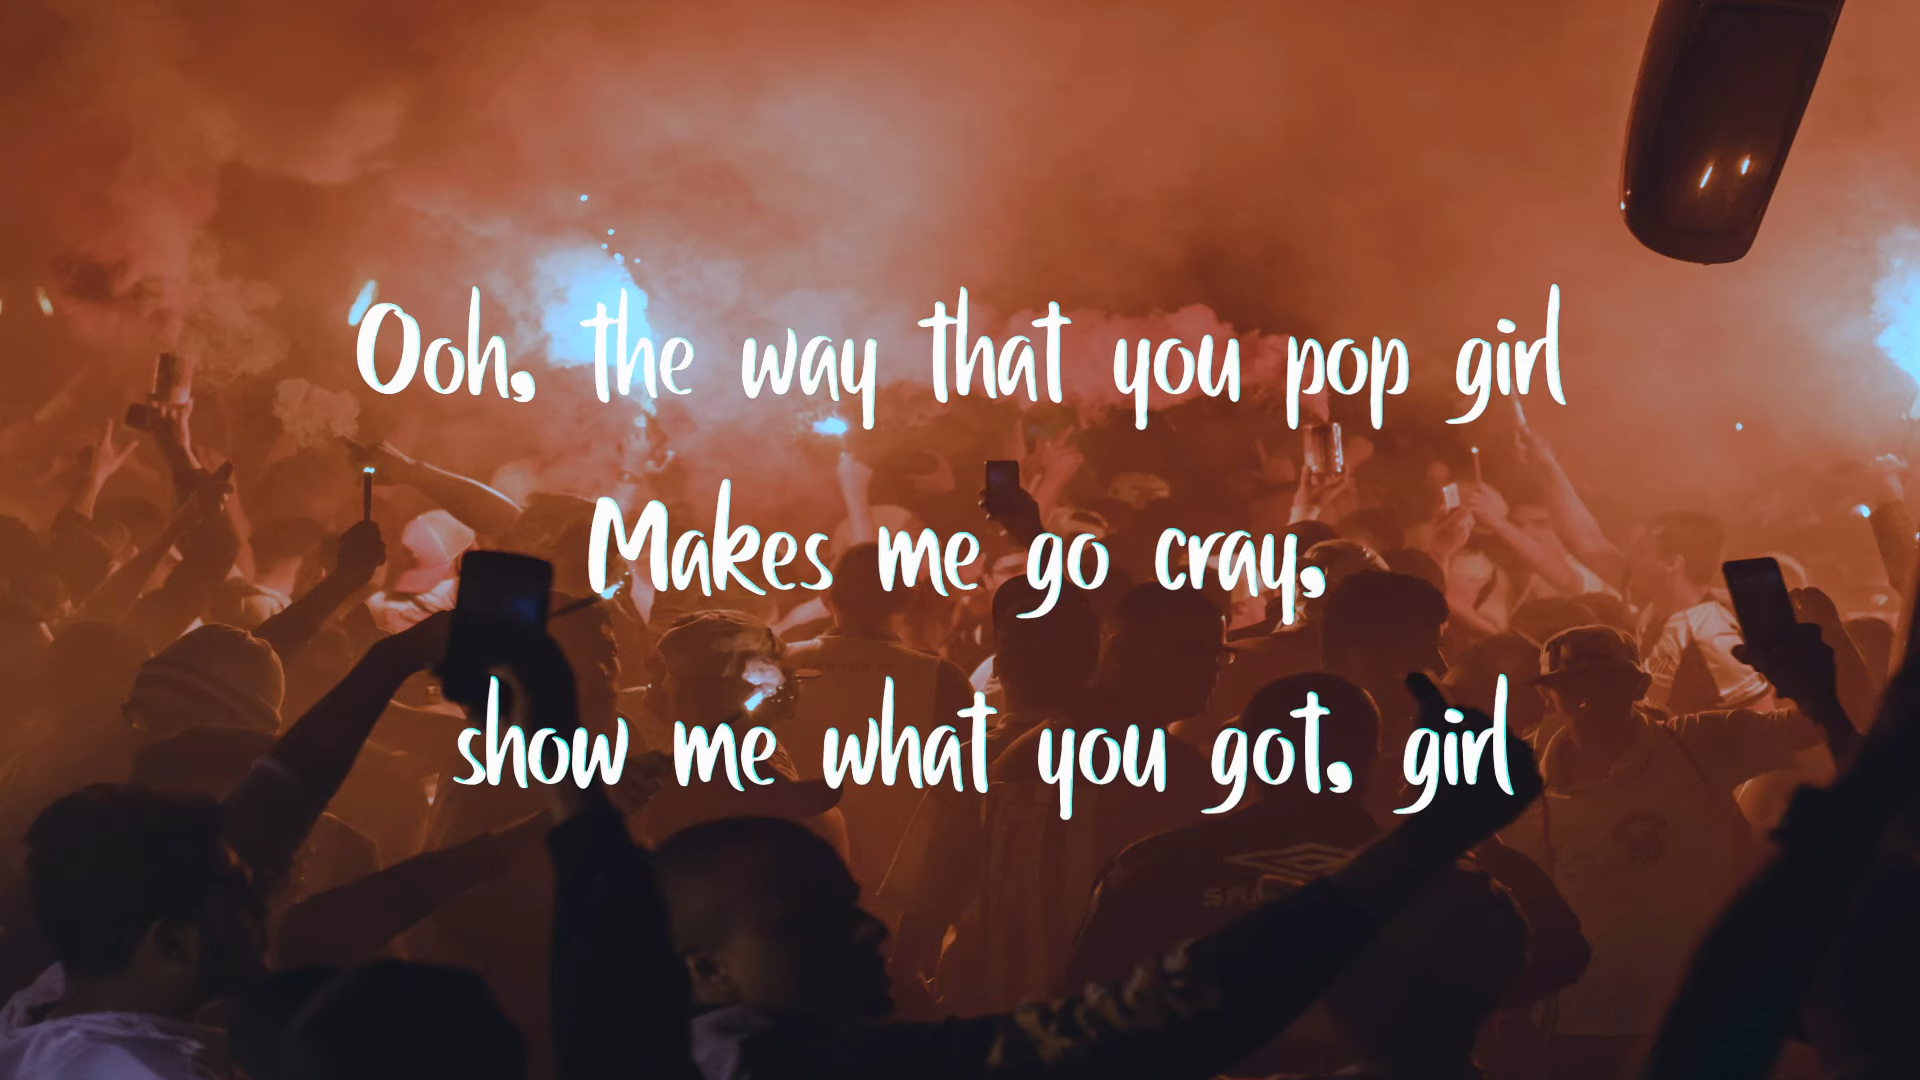 Ooh, the way that you pop girl
Makes me go cray,
show me what you got, girl